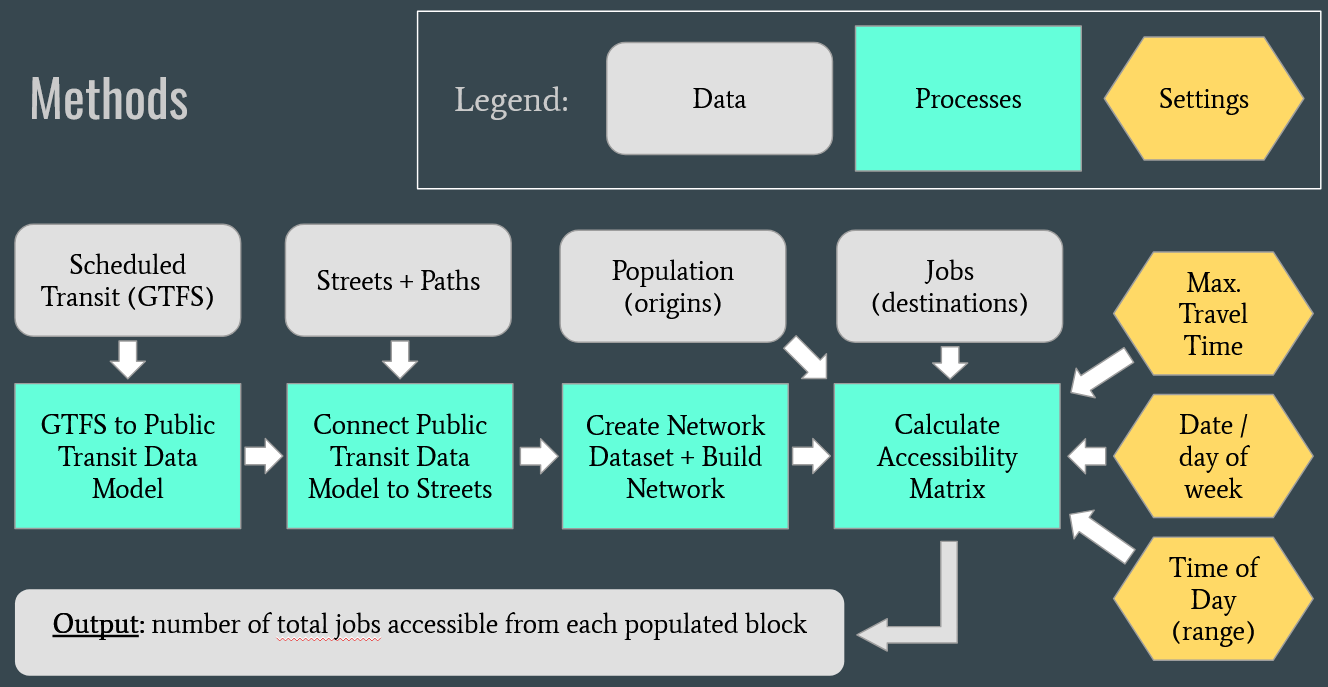 Methods
Legend:
Data
Processes
Settings
Scheduled
Transit (GTFS)
Streets + Paths
Population
(origins)
Jobs
(destinations)
Max.
Travel
Time
GTFS to Public
Transit Data
Model
Connect Public
Transit Data
Model to Streets
Create Network
Dataset + Build
Network
Calculate
Accessibility
Matrix
Date /
day of
week
Time of
Day
(range)
Output: number of total jobs accessible from each populated block